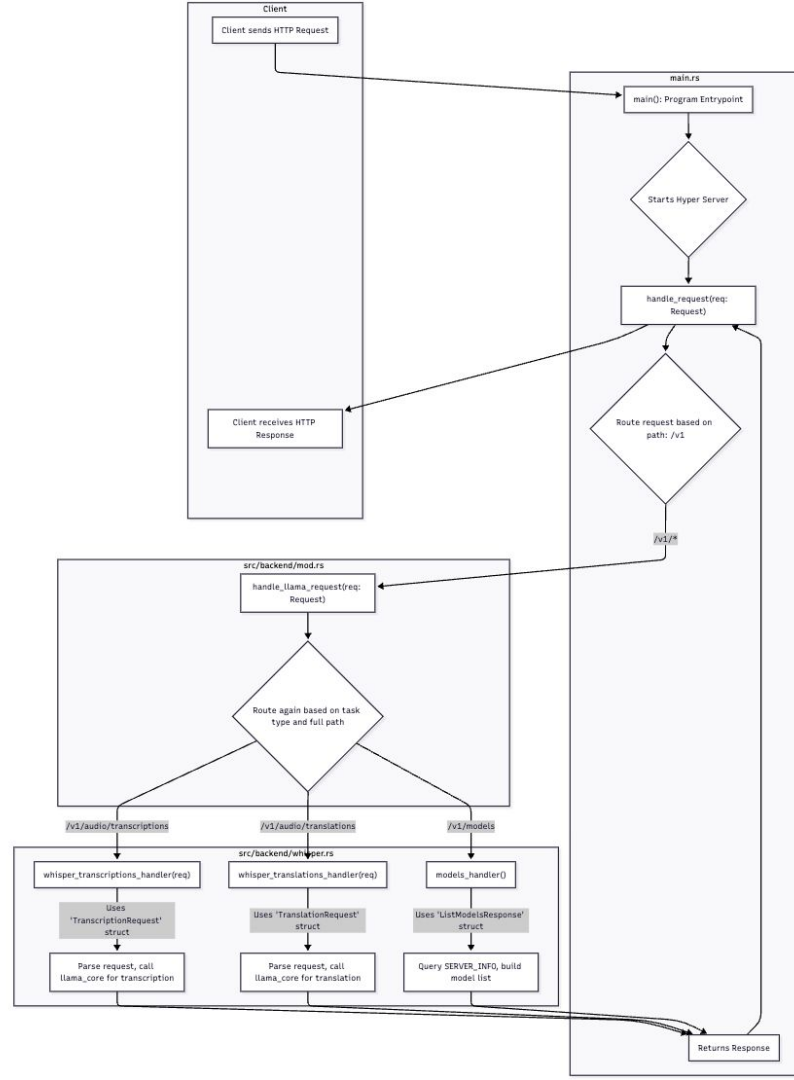 Client
Client sends HTTP Request
main.rs
main(): Program Entrypoint
Starts Hyper Server
handle_request(req:
Request)
Client receives HTTP
Response
Route request based on
path: /v1
/v1/*
src/backend/mod.rs
handle_llama_request(req:
Request)
Route again based on task
type and full path
/v1/audio/transcriptions
/v1/audio/translations
/v1/models
src/backend/whisper.rs
whisper_transcriptions_handler(req)
whisper_translations_handler(req)
models_handler()
Uses
'TranscriptionRequest'
struct
Uses 'TranslationRequest'
struct
Uses 'ListModelsResponse'
struct
Parse request, call
llama_core for transcription
Parse request, call
llama_core for translation
Query SERVER_INFO, build
model list
Returns Response